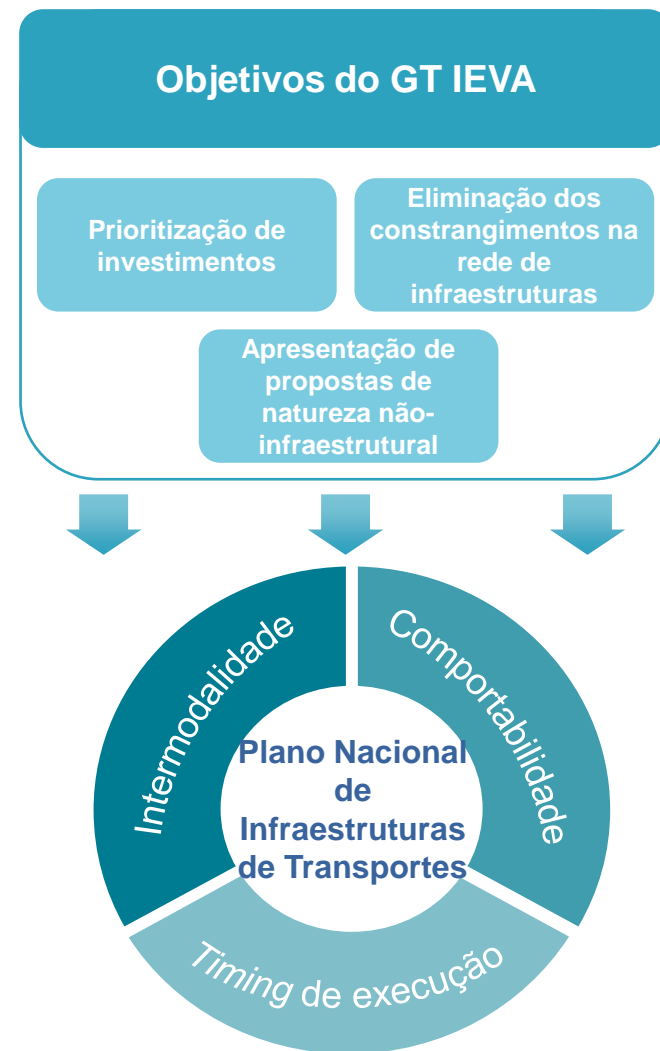 Objetivos do GT IEVA
Prioritização de
investimentos
Eliminação dos
constrangimentos na
rede de
infraestruturas
Apresentação de
propostas de
natureza não-
infraestrutural
Intermodalidade
Comportabilidade
Plano Nacional
de
Infraestruturas
de Transportes
Timing de execução